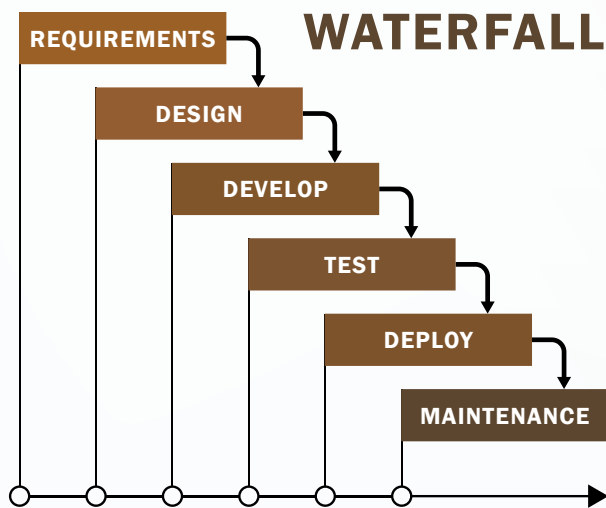 WATERFALL
REQUIREMENTS
DESIGN
DEVELOP
TEST
DEPLOY
MAINTENANCE